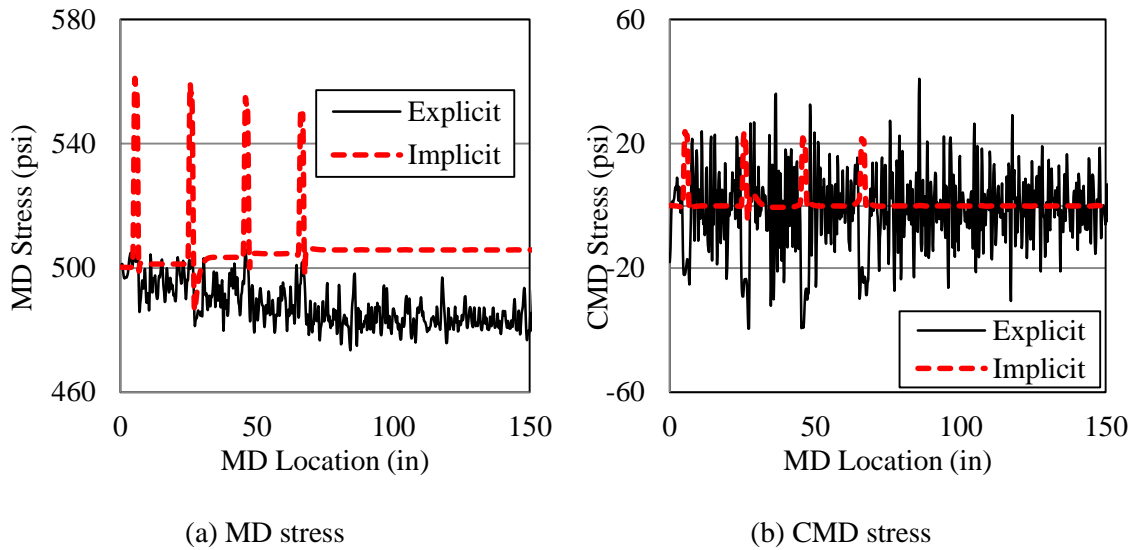 580
540
500
460
MD Stress (psi)
Explicit
Implicit
0
50
100
150
MD Location (in)
(a) MD stress
60
20
-20
-60
CMD Stress (psi)
Explicit
Implicit
0
50
100
150
MD Location (in)
(b) CMD stress